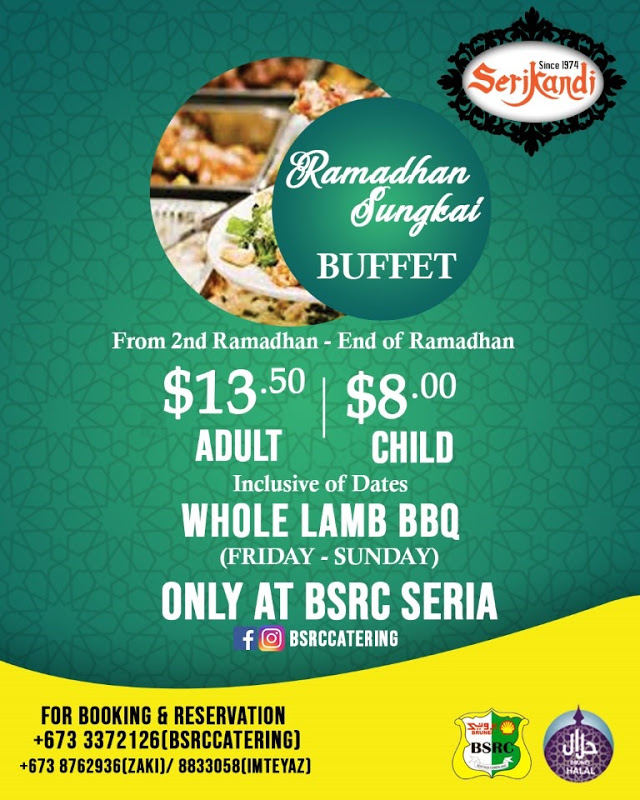 Since 1974
Serikandi
Ramadhan
Sungkai
BUFFET
From 2nd Ramadhan - End of Ramadhan
$13.50 | $8.00
ADULT CHILD
Inclusive of Dates
WHOLE LAMB BBQ
(FRIDAY - SUNDAY)
ONLY AT BSRC SERIA
BSRCCATERING
FOR BOOKING & RESERVATION
+673 3372126(BSRCCATERING)
+673 8762936(ZAKI)/ 8833058(IMTEYAZ)
BSRC
حلال
HALAL